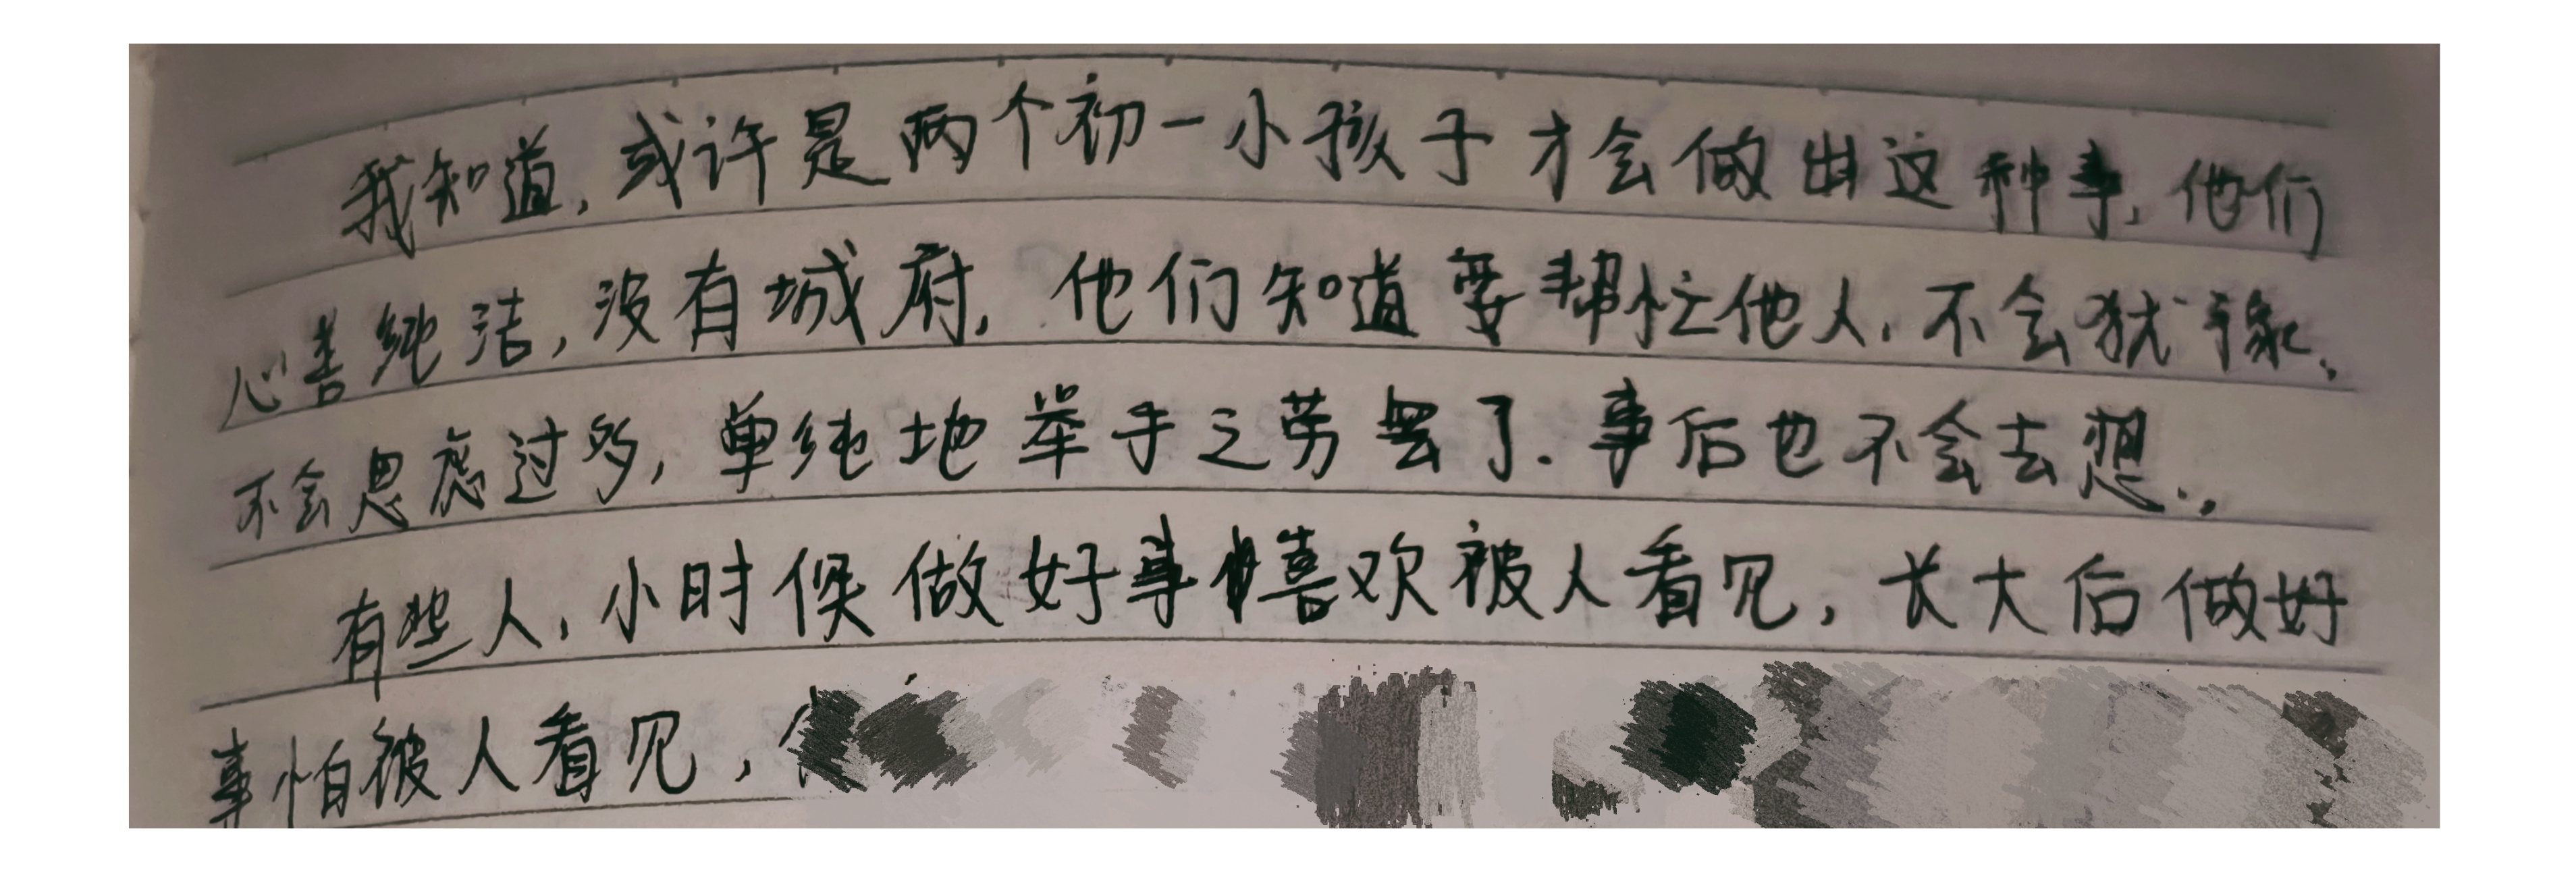 我知道,或许是两个初一小孩子才会做出这种事,他们
心善纯洁,没有城府,他们知道要帮忙他人,不会犹豫,
不会思虑过多,单纯地举手之劳罢了.事后也不会去想.,
有些人,小时候做好事喜欢被人看见,长大后做好
事怕被人看见,